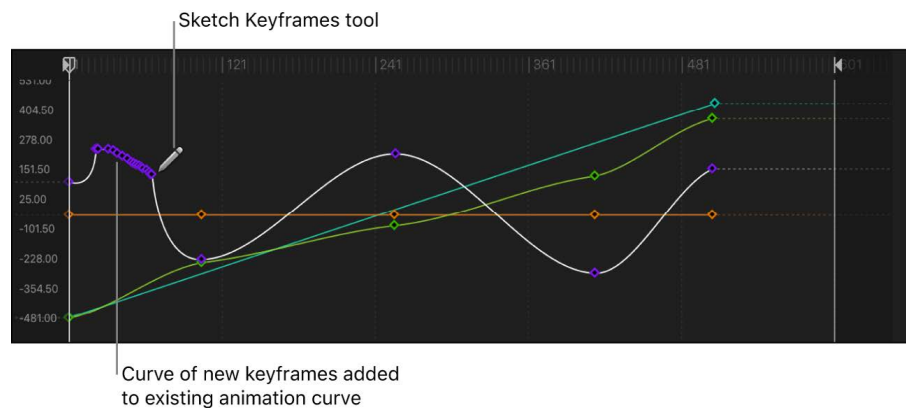 Sketch Keyframes tool
121 241 361 481 601
531.00
404.50
278.00
151.50
25.00
-101.50
-228.00
-354.50
-481.00
Curve of new keyframes added
to existing animation curve